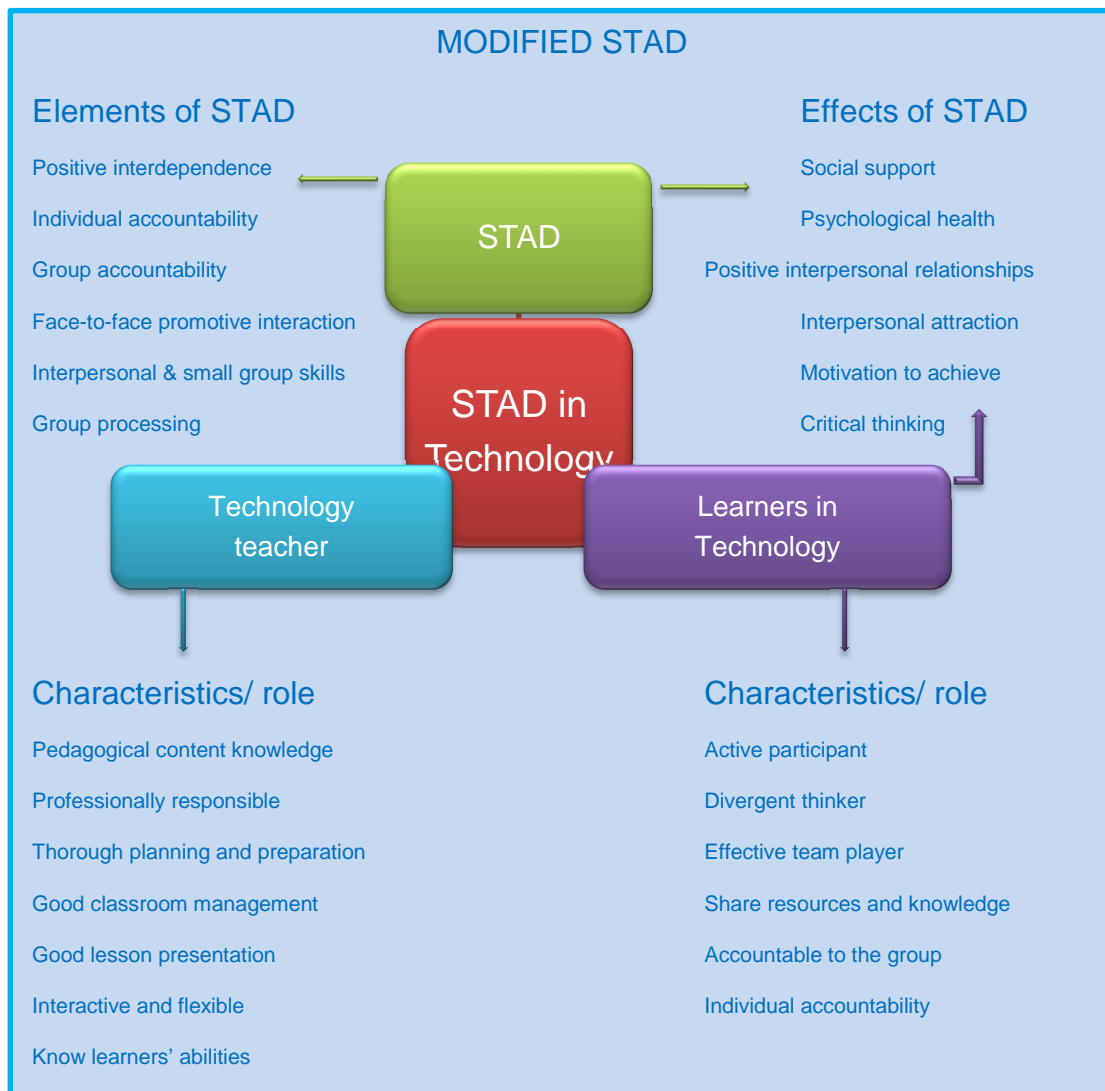 MODIFIED STAD
Elements of STAD
Positive interdependence
Individual accountability
Group accountability
Face-to-face promotive interaction
Interpersonal & small group skills
Group processing
Effects of STAD
Social support
Psychological health
Positive interpersonal relationships
Interpersonal attraction
Motivation to achieve
Critical thinking
STAD
STAD in
Technology
Technology
teacher
Learners in
Technology
Characteristics/ role
Pedagogical content knowledge
Professionally responsible
Thorough planning and preparation
Good classroom management
Good lesson presentation
Interactive and flexible
Know learners’ abilities
Characteristics/ role
Active participant
Divergent thinker
Effective team player
Share resources and knowledge
Accountable to the group
Individual accountability